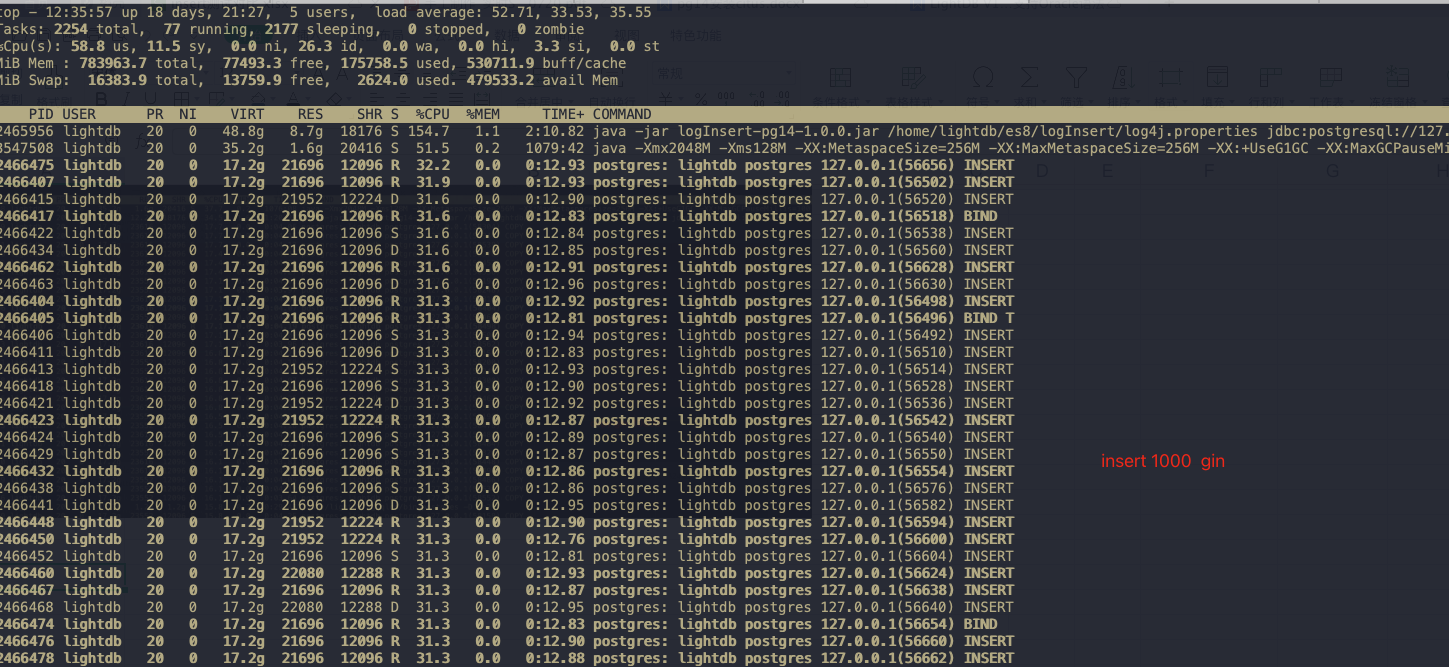 top - 12:35:57 up 18 days, 21:27, 5 users, load average: 52.71, 33.53, 35.55
Tasks: 2254 total, 77 running, 2177 sleeping, 0 stopped, 0 zombie
%Cpu(s): 58.8 us, 11.5 sy, 0.0 ni, 26.3 id, 0.0 wa, 0.0 hi, 3.3 si, 0.0 st
MiB Mem : 783963.7 total, 77493.3 free, 175758.5 used, 530711.9 buff/cache
MiB Swap: 16383.9 total, 13759.9 free, 2624.0 used. 479533.2 avail Mem
PID USER PR NI VIRT RES SHR S %CPU %MEM TIME+ COMMAND
2465956 lightdb 20 0 48.8g 8.7g 18176 S 154.7 1.1 2:10.82 java -jar logInsert-pg14-1.0.0.jar /home/lightdb/es8/logInsert/log4j.properties jdbc:postgresql://127.
3547508 lightdb 20 0 35.2g 1.6g 20416 S 51.5 0.2 1079:42 java -Xmx2048M -Xms128M -XX:MetaspaceSize=256M -XX:MaxMetaspaceSize=256M -XX:+UseG1GC -XX:MaxGCPauseMi
2466475 lightdb 20 0 17.2g 21696 12096 R 32.2 0.0 0:12.93 postgres: lightdb postgres 127.0.0.1(56656) INSERT
2466407 lightdb 20 0 17.2g 21696 12096 R 31.9 0.0 0:12.93 postgres: lightdb postgres 127.0.0.1(56502) INSERT
2466415 lightdb 20 0 17.2g 21952 12224 D 31.6 0.0 0:12.90 postgres: lightdb postgres 127.0.0.1(56520) INSERT
2466417 lightdb 20 0 17.2g 21696 12096 R 31.6 0.0 0:12.83 postgres: lightdb postgres 127.0.0.1(56518) BIND
2466422 lightdb 20 0 17.2g 21696 12096 S 31.6 0.0 0:12.84 postgres: lightdb postgres 127.0.0.1(56538) INSERT
2466434 lightdb 20 0 17.2g 21696 12096 D 31.6 0.0 0:12.85 postgres: lightdb postgres 127.0.0.1(56560) INSERT
2466462 lightdb 20 0 17.2g 21696 12096 R 31.6 0.0 0:12.91 postgres: lightdb postgres 127.0.0.1(56628) INSERT
2466463 lightdb 20 0 17.2g 21696 12096 D 31.6 0.0 0:12.96 postgres: lightdb postgres 127.0.0.1(56630) INSERT
2466404 lightdb 20 0 17.2g 21696 12096 R 31.3 0.0 0:12.92 postgres: lightdb postgres 127.0.0.1(56498) INSERT
2466405 lightdb 20 0 17.2g 21696 12096 R 31.3 0.0 0:12.81 postgres: lightdb postgres 127.0.0.1(56496) BIND T
2466406 lightdb 20 0 17.2g 21696 12096 S 31.3 0.0 0:12.94 postgres: lightdb postgres 127.0.0.1(56492) INSERT
2466411 lightdb 20 0 17.2g 21696 12096 D 31.3 0.0 0:12.83 postgres: lightdb postgres 127.0.0.1(56510) INSERT
2466413 lightdb 20 0 17.2g 21952 12224 S 31.3 0.0 0:12.93 postgres: lightdb postgres 127.0.0.1(56514) INSERT
2466418 lightdb 20 0 17.2g 21696 12096 S 31.3 0.0 0:12.90 postgres: lightdb postgres 127.0.0.1(56528) INSERT
2466421 lightdb 20 0 17.2g 21952 12224 D 31.3 0.0 0:12.90 postgres: lightdb postgres 127.0.0.1(56536) INSERT
2466423 lightdb 20 0 17.2g 21952 12224 R 31.3 0.0 0:12.87 postgres: lightdb postgres 127.0.0.1(56542) INSERT
2466424 lightdb 20 0 17.2g 21696 12096 S 31.3 0.0 0:12.89 postgres: lightdb postgres 127.0.0.1(56540) INSERT
2466429 lightdb 20 0 17.2g 21696 12096 S 31.3 0.0 0:12.87 postgres: lightdb postgres 127.0.0.1(56550) INSERT
2466432 lightdb 20 0 17.2g 21696 12096 R 31.3 0.0 0:12.86 postgres: lightdb postgres 127.0.0.1(56554) INSERT
insert 1000 gin
2466438 lightdb 20 0 17.2g 21696 12096 S 31.3 0.0 0:12.86 postgres: lightdb postgres 127.0.0.1(56576) INSERT
2466441 lightdb 20 0 17.2g 21696 12096 D 31.3 0.0 0:12.95 postgres: lightdb postgres 127.0.0.1(56582) INSERT
2466448 lightdb 20 0 17.2g 21952 12224 R 31.3 0.0 0:12.90 postgres: lightdb postgres 127.0.0.1(56594) INSERT
2466450 lightdb 20 0 17.2g 21952 12224 R 31.3 0.0 0:12.76 postgres: lightdb postgres 127.0.0.1(56600) INSERT
2466452 lightdb 20 0 17.2g 21696 12096 S 31.3 0.0 0:12.81 postgres: lightdb postgres 127.0.0.1(56604) INSERT
2466460 lightdb 20 0 17.2g 22080 12288 R 31.3 0.0 0:12.93 postgres: lightdb postgres 127.0.0.1(56624) INSERT
2466467 lightdb 20 0 17.2g 21696 12096 R 31.3 0.0 0:12.87 postgres: lightdb postgres 127.0.0.1(56638) INSERT
2466468 lightdb 20 0 17.2g 22080 12288 D 31.3 0.0 0:12.95 postgres: lightdb postgres 127.0.0.1(56640) INSERT
2466474 lightdb 20 0 17.2g 21696 12096 R 31.3 0.0 0:12.83 postgres: lightdb postgres 127.0.0.1(56654) BIND
2466476 lightdb 20 0 17.2g 21696 12096 R 31.3 0.0 0:12.90 postgres: lightdb postgres 127.0.0.1(56660) INSERT
2466478 lightdb 20 0 17.2g 21696 12096 R 31.3 0.0 0:12.88 postgres: lightdb postgres 127.0.0.1(56662) INSERT